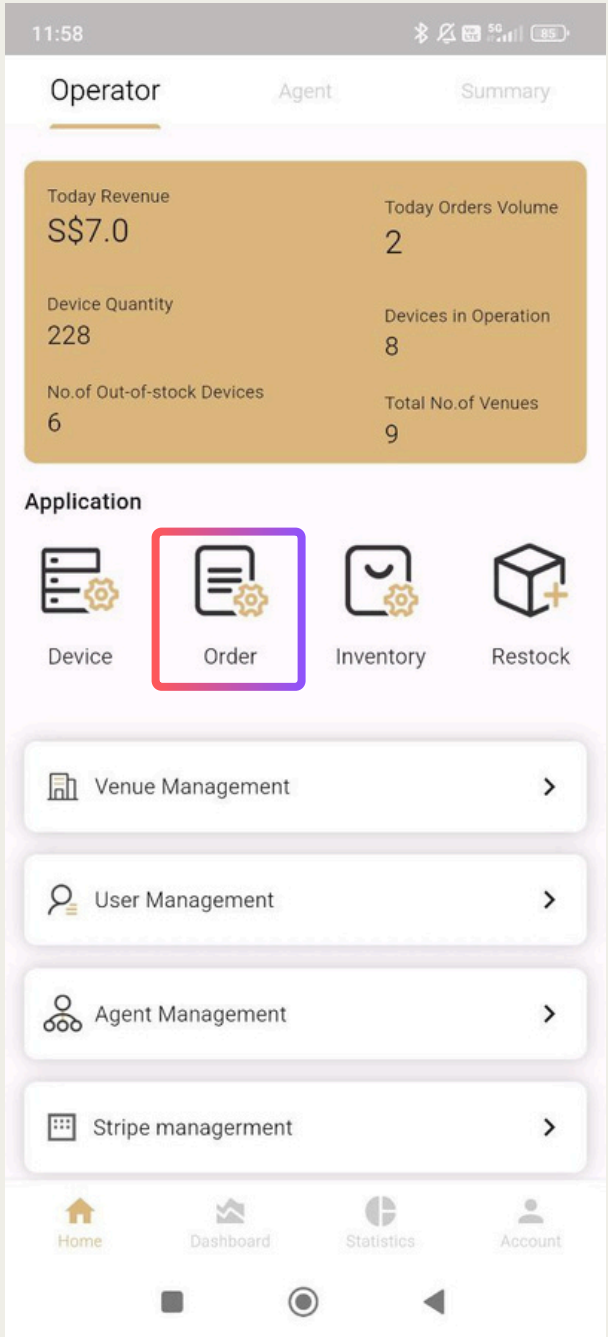 11:58
5G
85
Operator Agent Summary
Today Revenue
S$7.0
Today Orders Volume
2
Device Quantity
228
Devices in Operation
8
No.of Out-of-stock Devices
6
Total No.of Venues
9
Application
Device Order Inventory Restock
Venue Management
User Management
Agent Management
Stripe managerment
Home Dashboard Statistics Account